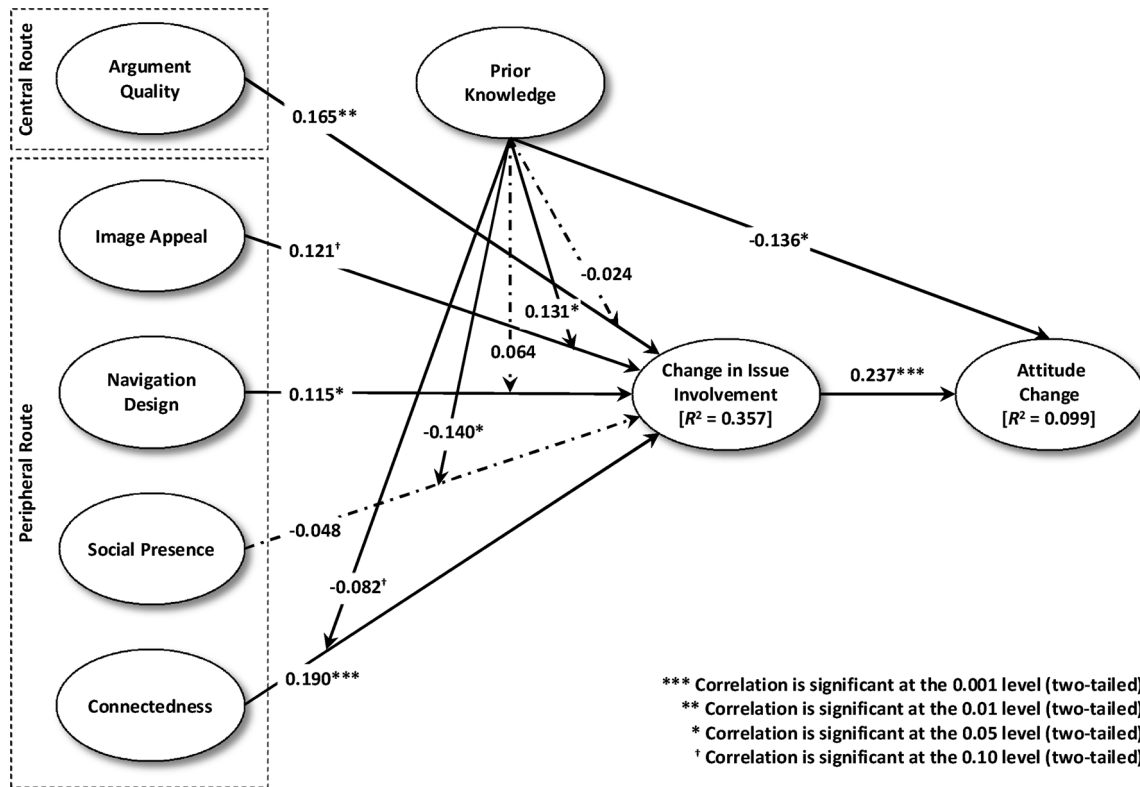 Central Route
Argument
Quality
Prior
Knowledge
0.165**
Peripheral Route
Image Appeal
0.121†
-0.136*
-0.024
0.131*
0.064
Navigation
Design
0.115*
Change in Issue
Involvement
[R² = 0.357]
0.237***
Attitude
Change
[R² = 0.099]
-0.140*
Social Presence
-0.048
-0.082†
Connectedness
0.190***
*** Correlation is significant at the 0.001 level (two-tailed)
** Correlation is significant at the 0.01 level (two-tailed)
* Correlation is significant at the 0.05 level (two-tailed)
† Correlation is significant at the 0.10 level (two-tailed)